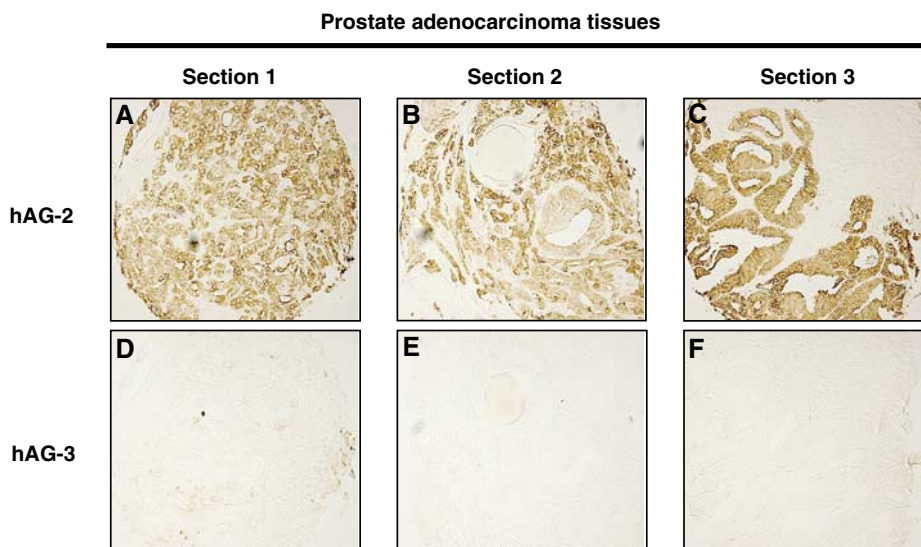 Prostate adenocarcinoma tissues
Section 1 Section 2 Section 3
A B C
hAG-2
D E F
hAG-3